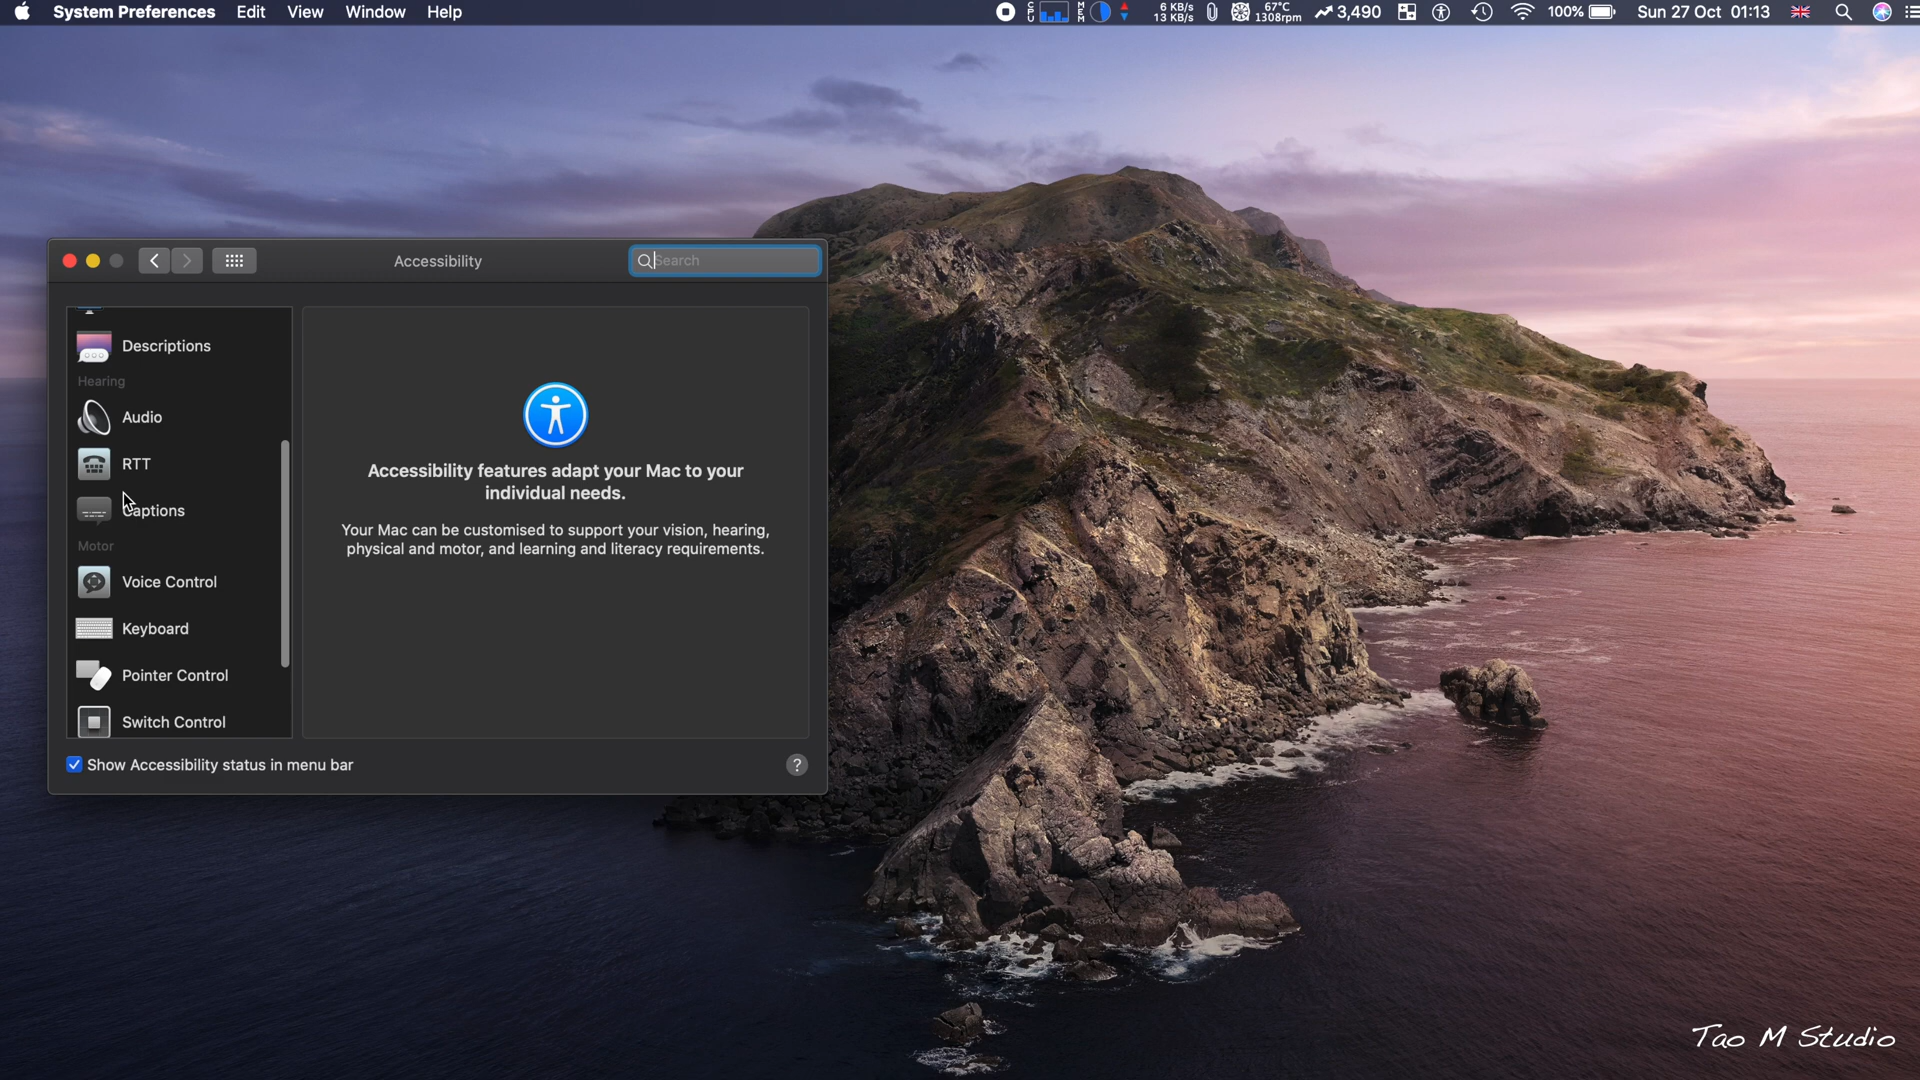 System Preferences Edit View Window Help
CPU MEM 6 KB/s 13 KB/s 67°C 1308rpm 3,490 100% Sun 27 Oct 01:13
Accessibility
Search
Descriptions
Hearing
Audio
RTT
Captions
Motor
Voice Control
Keyboard
Pointer Control
Switch Control
Accessibility features adapt your Mac to your
individual needs.
Your Mac can be customised to support your vision, hearing,
physical and motor, and learning and literacy requirements.
Show Accessibility status in menu bar
?
Tao M Studio